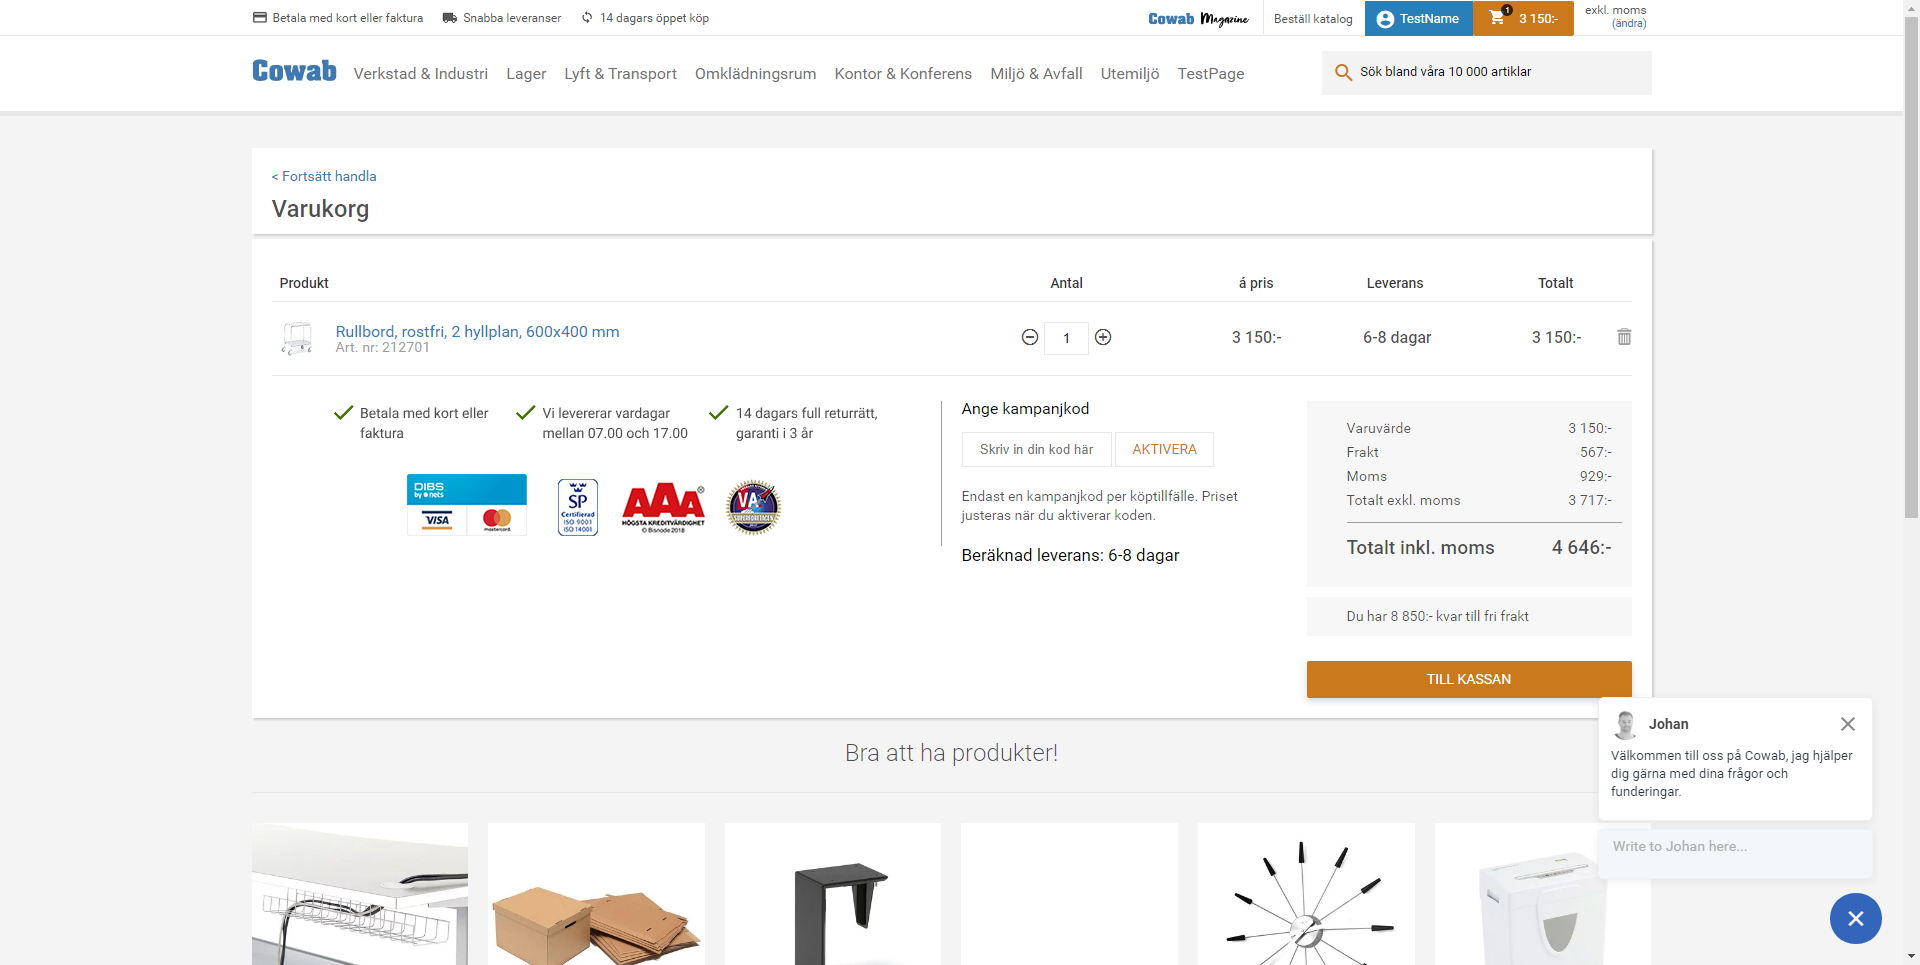 Betala med kort eller faktura
Snabba leveranser
14 dagars öppet köp
Cowab Magazine
Beställ katalog
TestName
1
3 150:-
exkl. moms
(ändra)
Cowab
Verkstad & Industri
Lager
Lyft & Transport
Omklädningsrum
Kontor & Konferens
Miljö & Avfall
Utemiljö
TestPage
Sök bland våra 10 000 artiklar
< Fortsätt handla
Varukorg
Produkt
Antal
á pris
Leverans
Totalt
Rullbord, rostfri, 2 hyllplan, 600x400 mm
Art. nr: 212701
1
3 150:-
6-8 dagar
3 150:-
Betala med kort eller
faktura
Vi levererar vardagar
mellan 07.00 och 17.00
14 dagars full returrätt,
garanti i 3 år
DIBS
by nets
VISA
mastercard
SP
Certifierad
ISO 9001
ISO 14001
AAA®
HÖGSTA KREDITVÄRDIGHET
© Bisnode 2018
VA
SUPERFÖRETAGEN
Ange kampanjkod
Skriv in din kod här
AKTIVERA
Endast en kampanjkod per köptillfälle. Priset
justeras när du aktiverar koden.
Beräknad leverans: 6-8 dagar
Varuvärde 3 150:-
Frakt 567:-
Moms 929:-
Totalt exkl. moms 3 717:-
Totalt inkl. moms 4 646:-
Du har 8 850:- kvar till fri frakt
TILL KASSAN
Bra att ha produkter!
Johan
Välkommen till oss på Cowab, jag hjälper
dig gärna med dina frågor och
funderingar.
Write to Johan here...